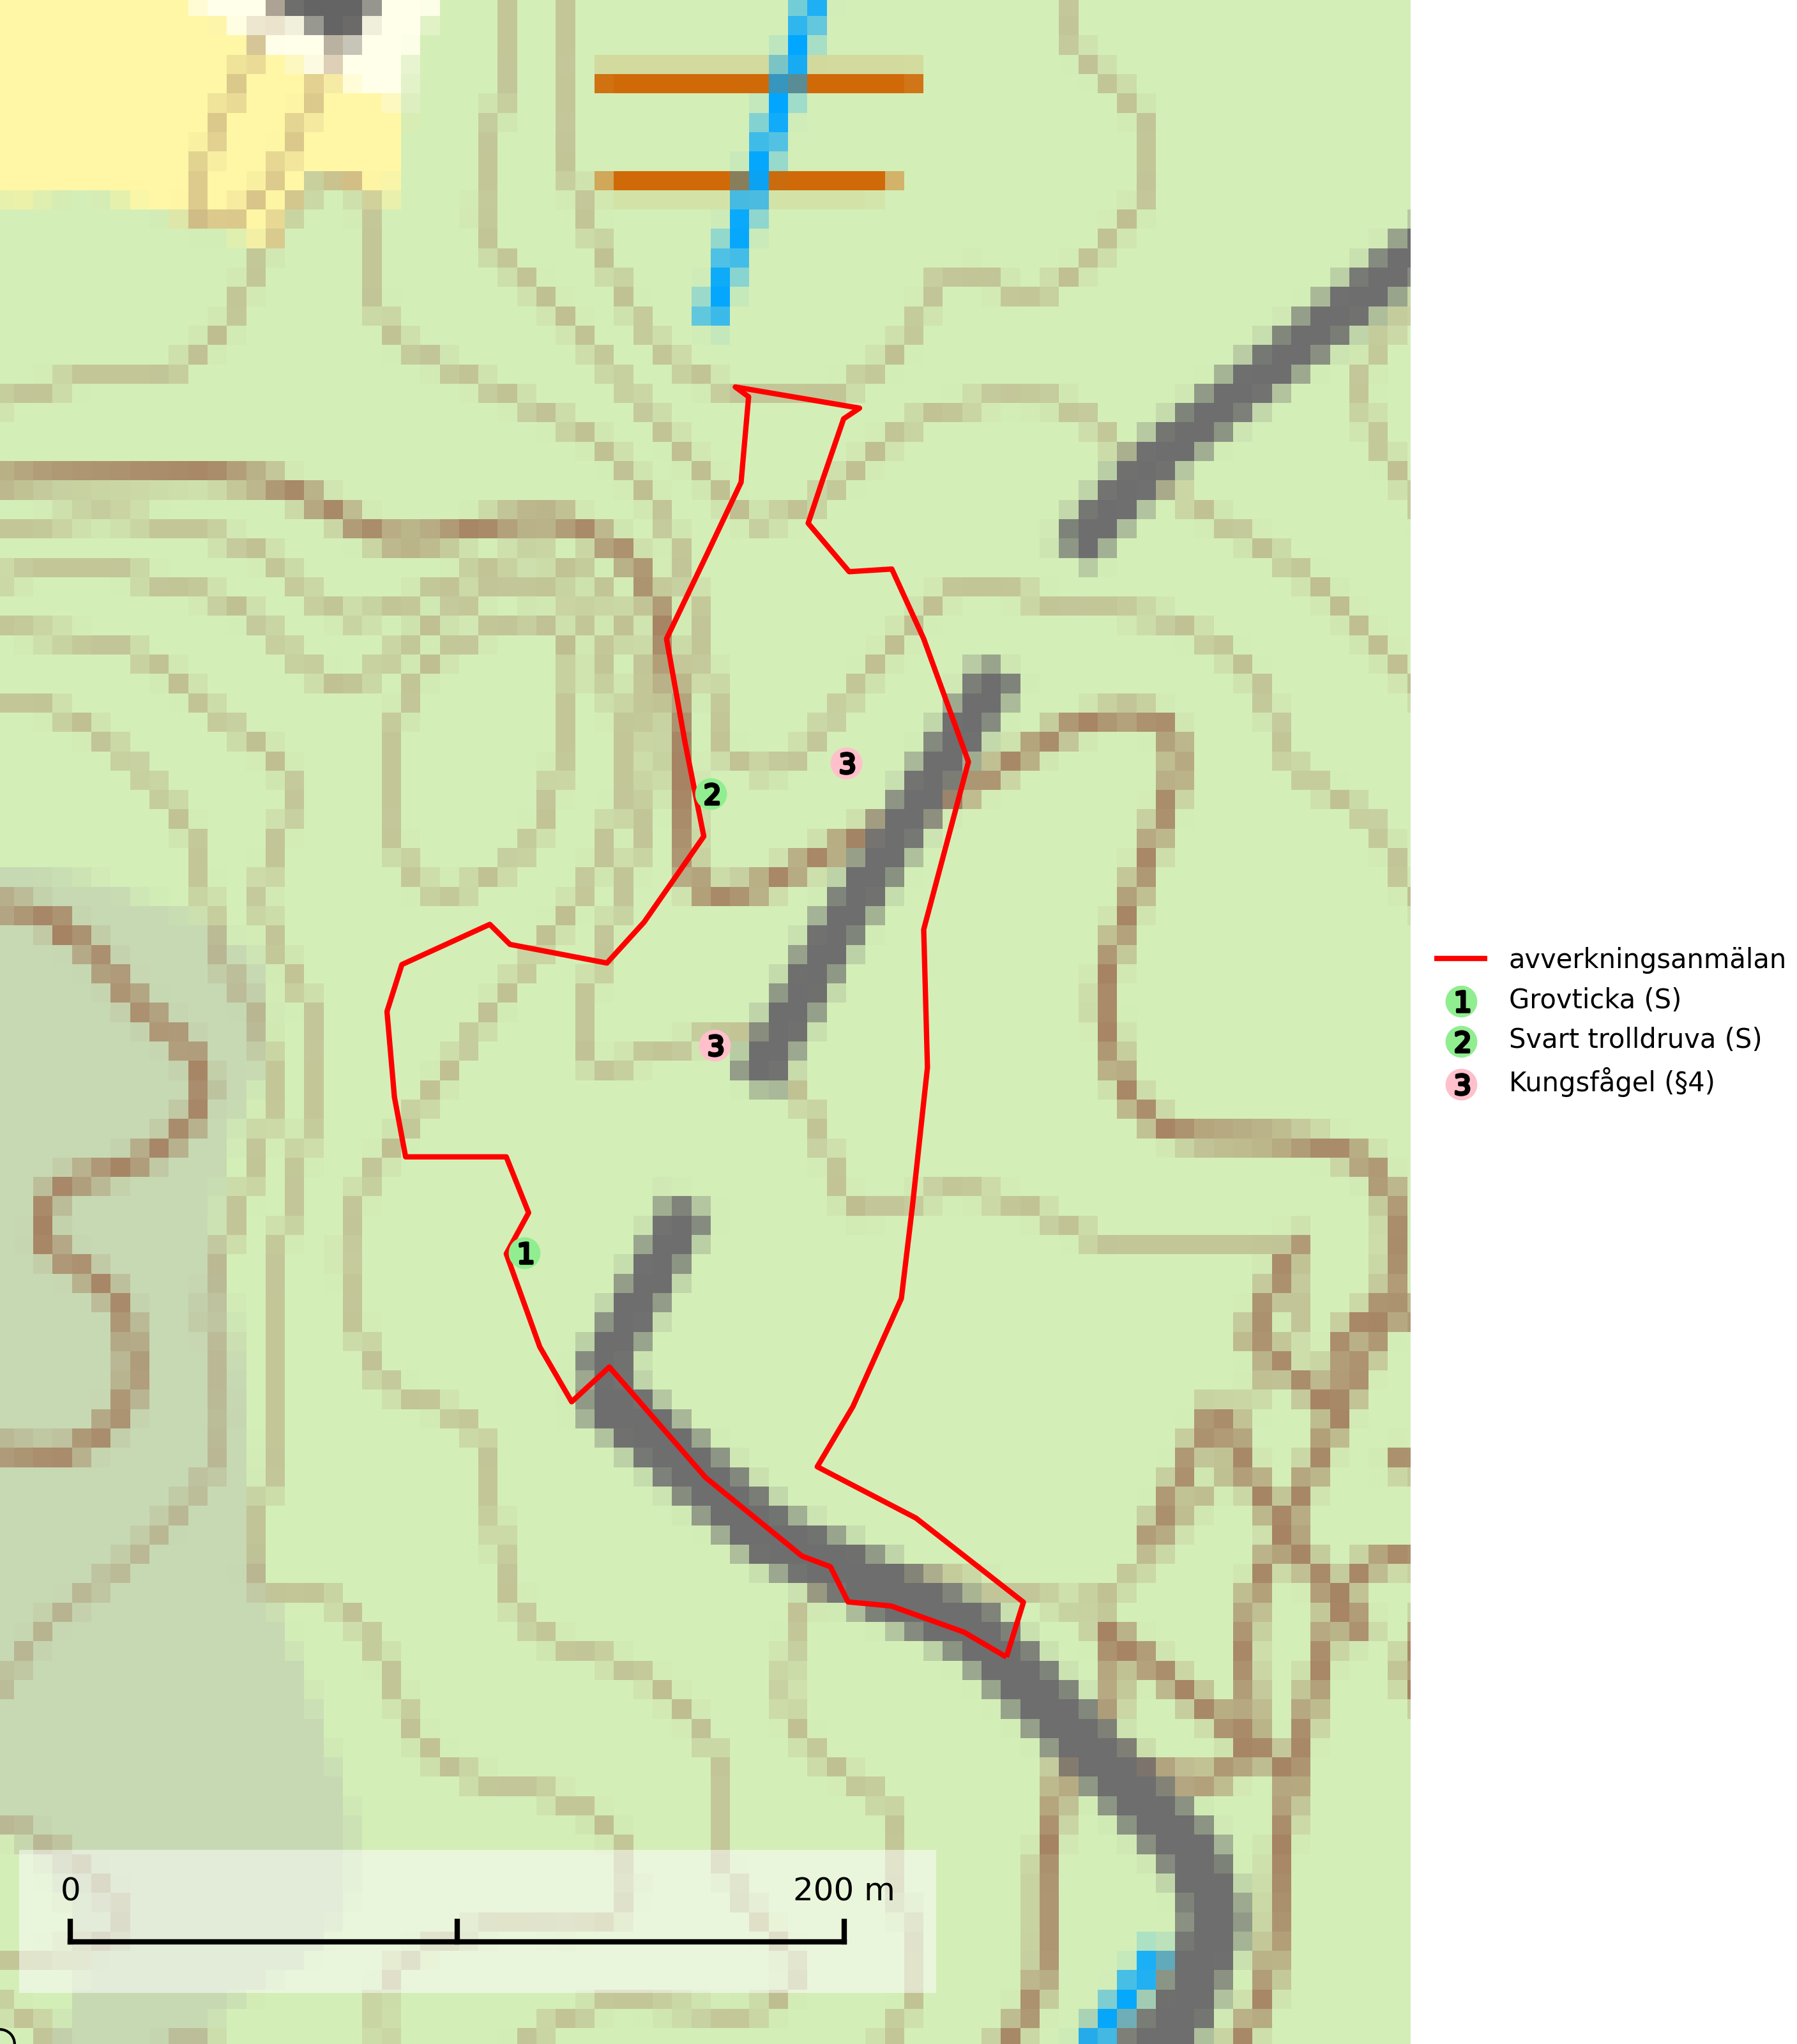 3
2
3
1
0 200 m
avverkningsanmälan
1 Grovticka (S)
2 Svart trolldruva (S)
3 Kungsfågel (§4)